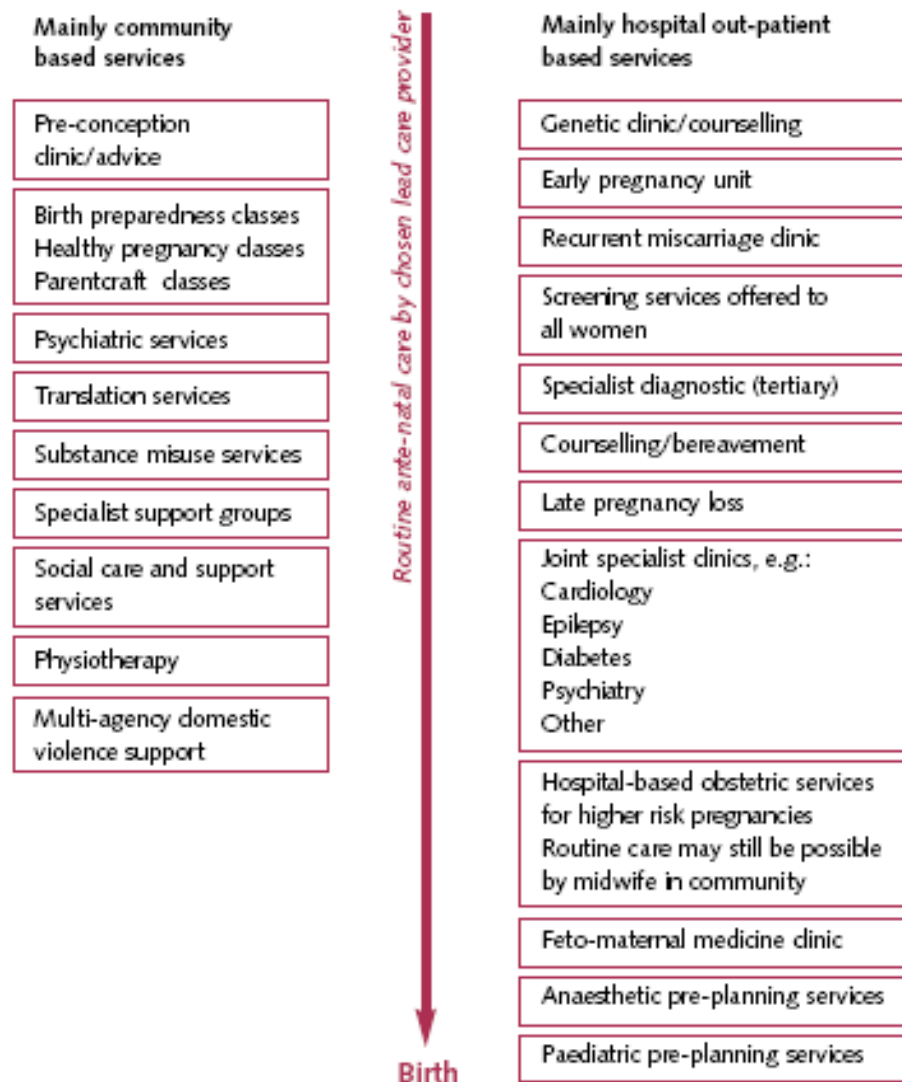 Mainly community
based services
Pre-conception
clinic/advice
Birth preparedness classes
Healthy pregnancy classes
Parentcraft classes
Psychiatric services
Translation services
Substance misuse services
Specialist support groups
Social care and support
services
Physiotherapy
Multi-agency domestic
violence support
Routine ante-natal care by chosen lead care provider
Birth
Mainly hospital out-patient
based services
Genetic clinic/counselling
Early pregnancy unit
Recurrent miscarriage clinic
Screening services offered to
all women
Specialist diagnostic (tertiary)
Counselling/bereavement
Late pregnancy loss
Joint specialist clinics, e.g.:
Cardiology
Epilepsy
Diabetes
Psychiatry
Other
Hospital-based obstetric services
for higher risk pregnancies
Routine care may still be possible
by midwife in community
Feto-maternal medicine clinic
Anaesthetic pre-planning services
Paediatric pre-planning services